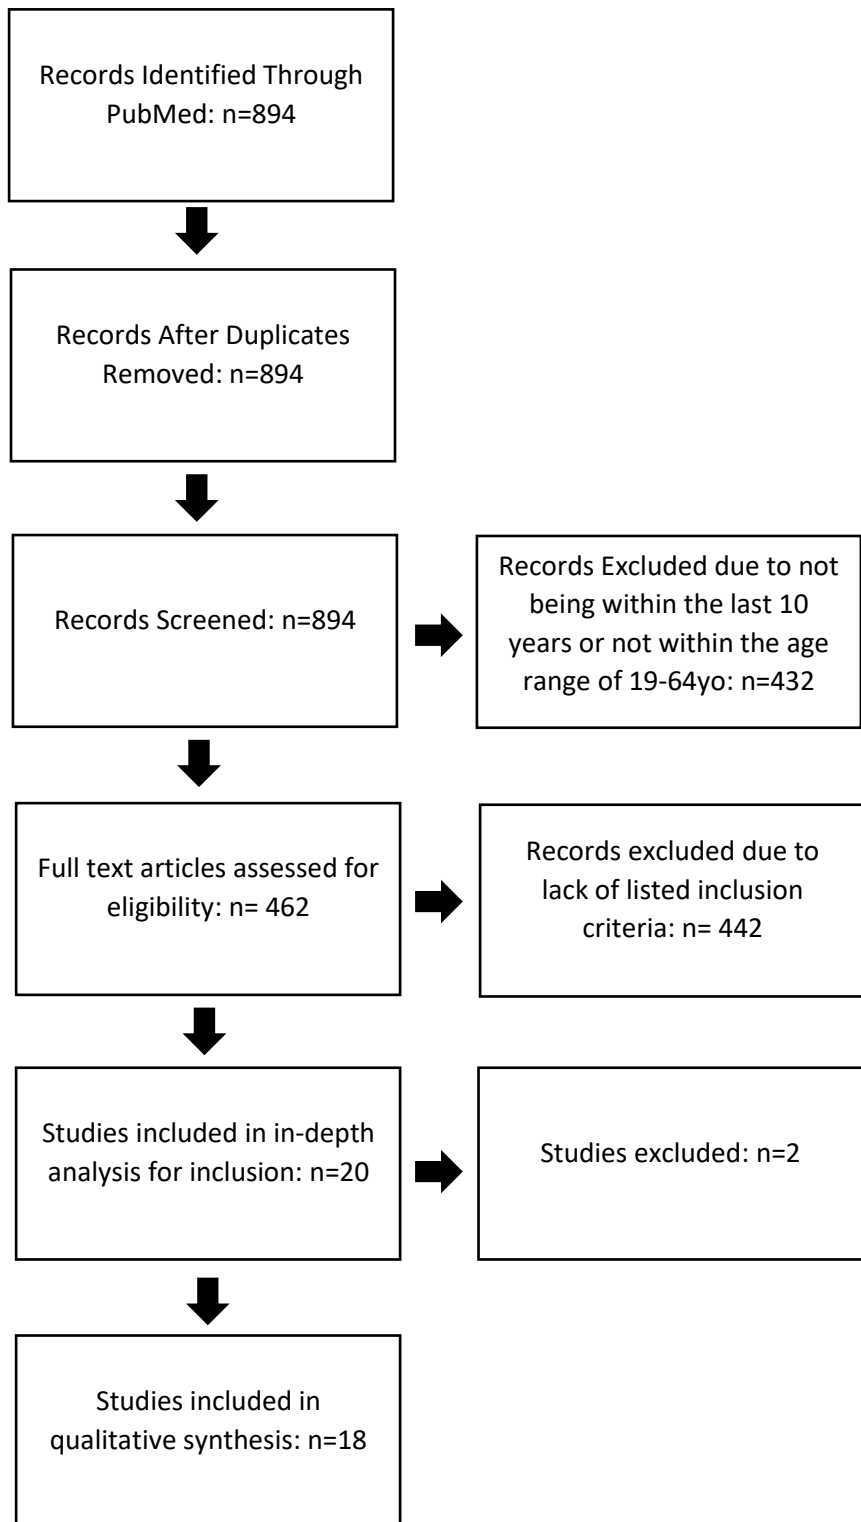 Records Identified Through
PubMed: n=894
Records After Duplicates
Removed: n=894
Records Screened: n=894
Records Excluded due to not
being within the last 10
years or not within the age
range of 19-64yo: n=432
Full text articles assessed for
eligibility: n= 462
Records excluded due to
lack of listed inclusion
criteria: n= 442
Studies included in in-depth
analysis for inclusion: n=20
Studies excluded: n=2
Studies included in
qualitative synthesis: n=18